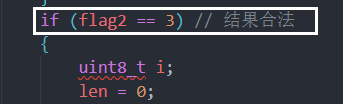 }
if (flag2 == 3) // 结果合法
{
uint8_t i;
len = 0;